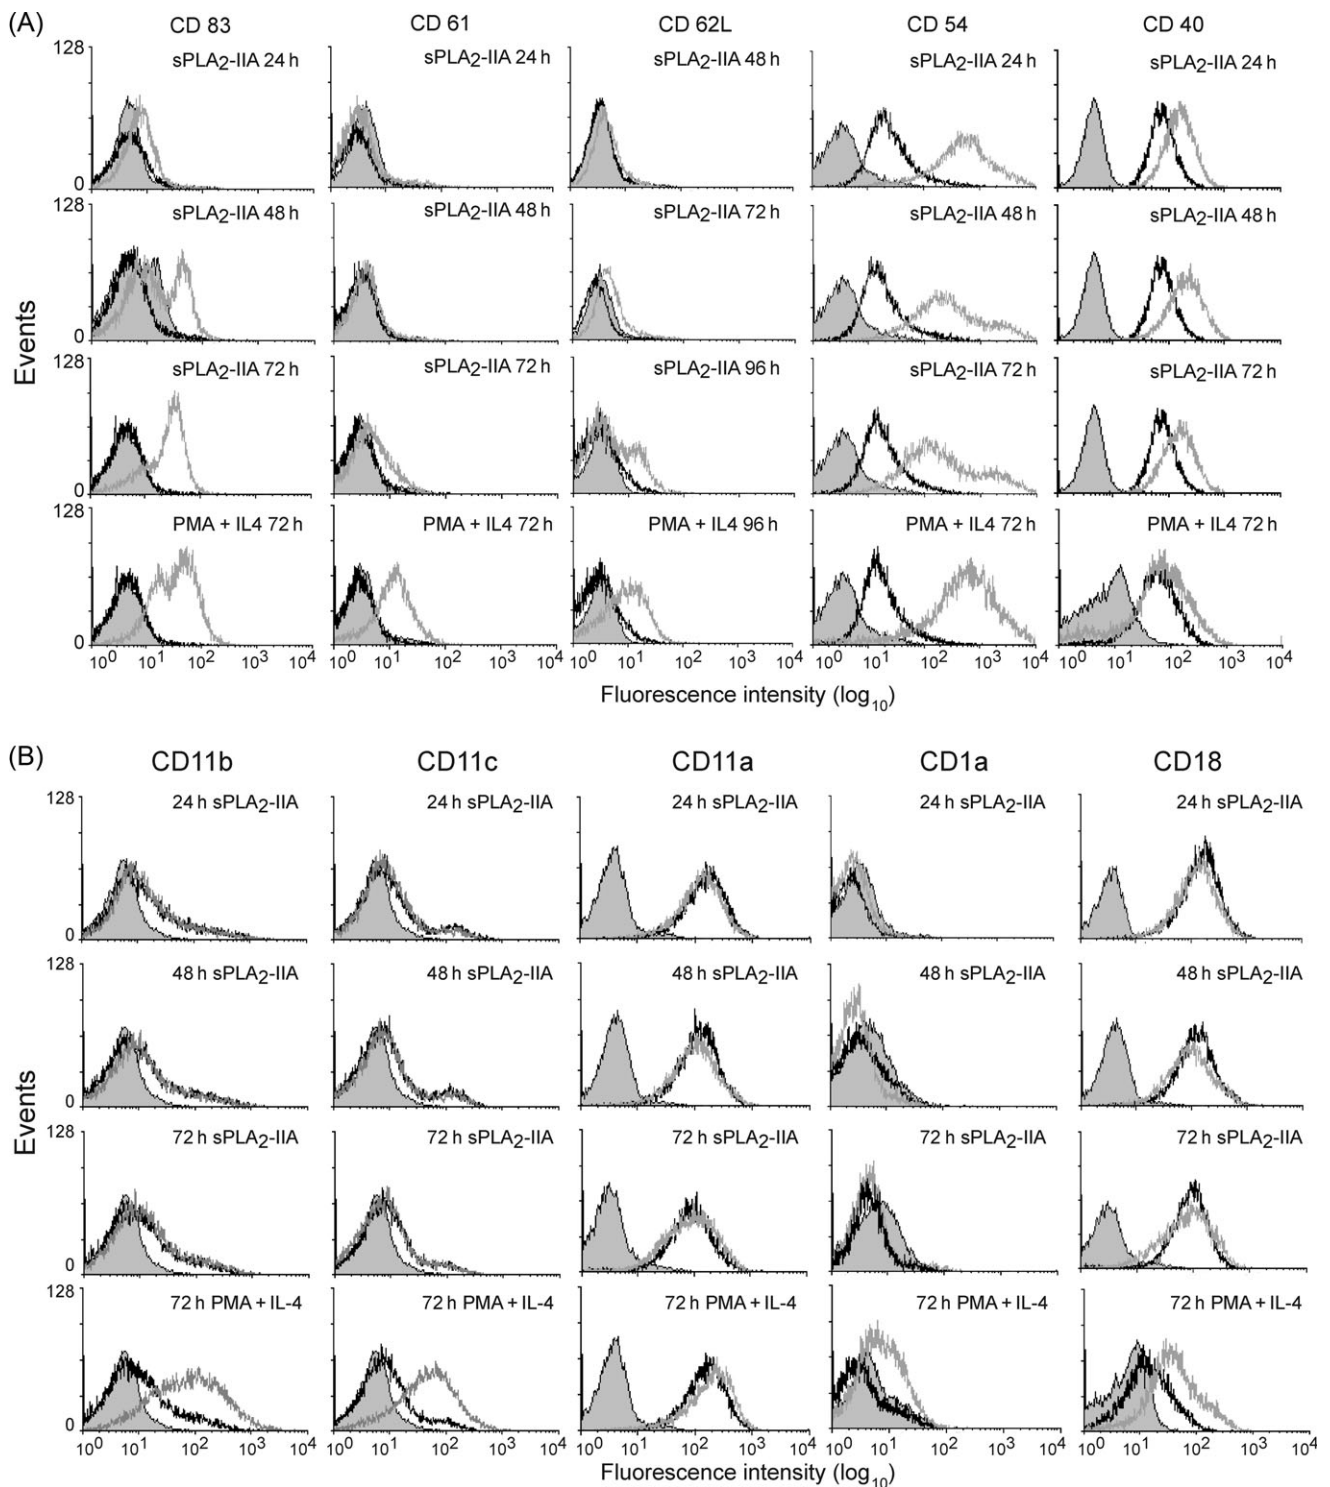 (A)
CD 83 CD 61 CD 62L CD 54 CD 40
128 sPLA2-IIA 24 h sPLA2-IIA 24 h sPLA2-IIA 48 h sPLA2-IIA 24 h sPLA2-IIA 24 h
0
128 sPLA2-IIA 48 h sPLA2-IIA 48 h sPLA2-IIA 72 h sPLA2-IIA 48 h sPLA2-IIA 48 h
0
128 sPLA2-IIA 72 h sPLA2-IIA 72 h sPLA2-IIA 96 h sPLA2-IIA 72 h sPLA2-IIA 72 h
0
128 PMA + IL4 72 h PMA + IL4 72 h PMA + IL4 96 h PMA + IL4 72 h PMA + IL4 72 h
0
Events
10^0 10^1 10^2 10^3 10^4 10^0 10^1 10^2 10^3 10^4 10^0 10^1 10^2 10^3 10^4 10^0 10^1 10^2 10^3 10^4 10^0 10^1 10^2 10^3 10^4
Fluorescence intensity (log10)
(B)
CD11b CD11c CD11a CD1a CD18
128 24 h sPLA2-IIA 24 h sPLA2-IIA 24 h sPLA2-IIA 24 h sPLA2-IIA 24 h sPLA2-IIA
0
128 48 h sPLA2-IIA 48 h sPLA2-IIA 48 h sPLA2-IIA 48 h sPLA2-IIA 48 h sPLA2-IIA
0
128 72 h sPLA2-IIA 72 h sPLA2-IIA 72 h sPLA2-IIA 72 h sPLA2-IIA 72 h sPLA2-IIA
0
128 72 h PMA + IL-4 72 h PMA + IL-4 72 h PMA + IL-4 72 h PMA + IL-4 72 h PMA + IL-4
0
Events
10^0 10^1 10^2 10^3 10^4 10^0 10^1 10^2 10^3 10^4 10^0 10^1 10^2 10^3 10^4 10^0 10^1 10^2 10^3 10^4 10^0 10^1 10^2 10^3 10^4
Fluorescence intensity (log10)